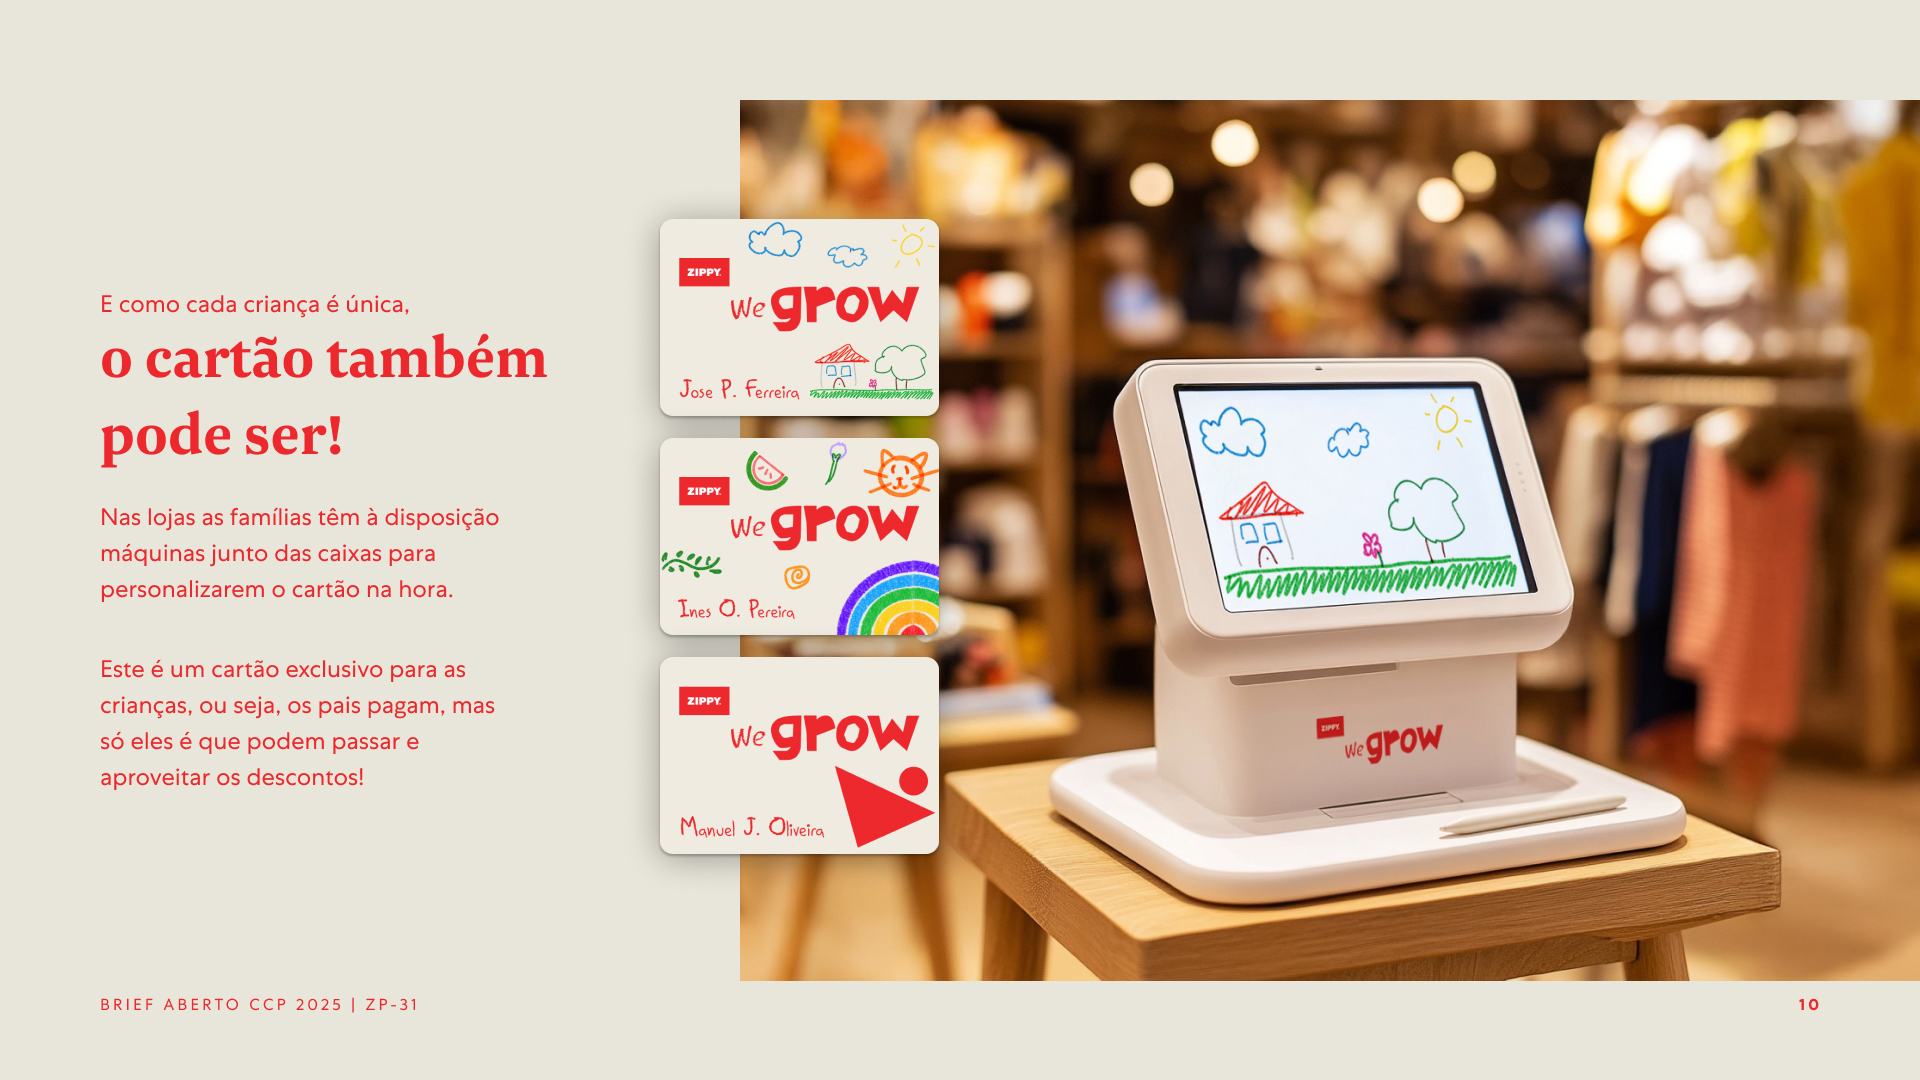 E como cada criança é única,
o cartão também
pode ser!
Nas lojas as famílias têm à disposição
máquinas junto das caixas para
personalizarem o cartão na hora.
Este é um cartão exclusivo para as
crianças, ou seja, os pais pagam, mas
só eles é que podem passar e
aproveitar os descontos!
ZIPPY.
We grow
Jose P. Ferreira
ZIPPY.
We grow
Ines O. Pereira
ZIPPY.
We grow
Manuel J. Oliveira
ZIPPY.
We grow
BRIEF ABERTO CCP 2025 | ZP-31
10